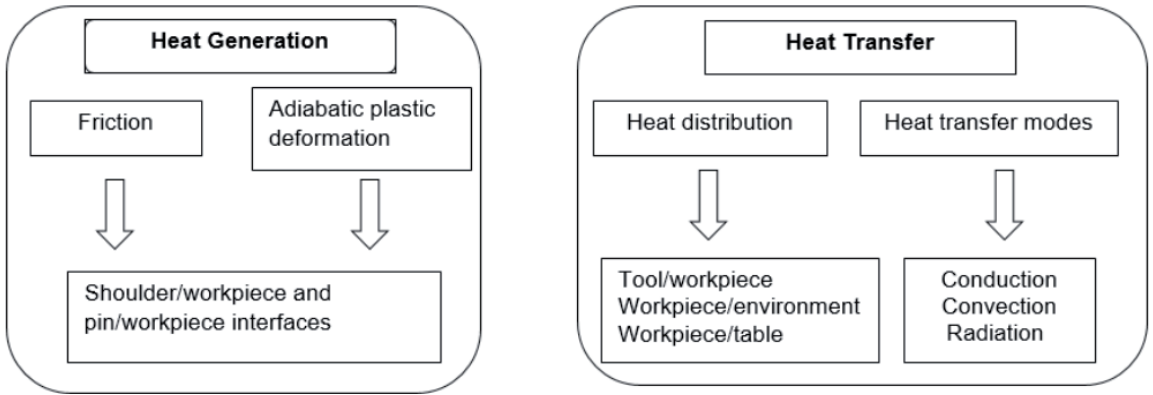 Heat Generation
Friction
Adiabatic plastic
deformation
Shoulder/workpiece and
pin/workpiece interfaces
Heat Transfer
Heat distribution
Heat transfer modes
Tool/workpiece
Workpiece/environment
Workpiece/table
Conduction
Convection
Radiation